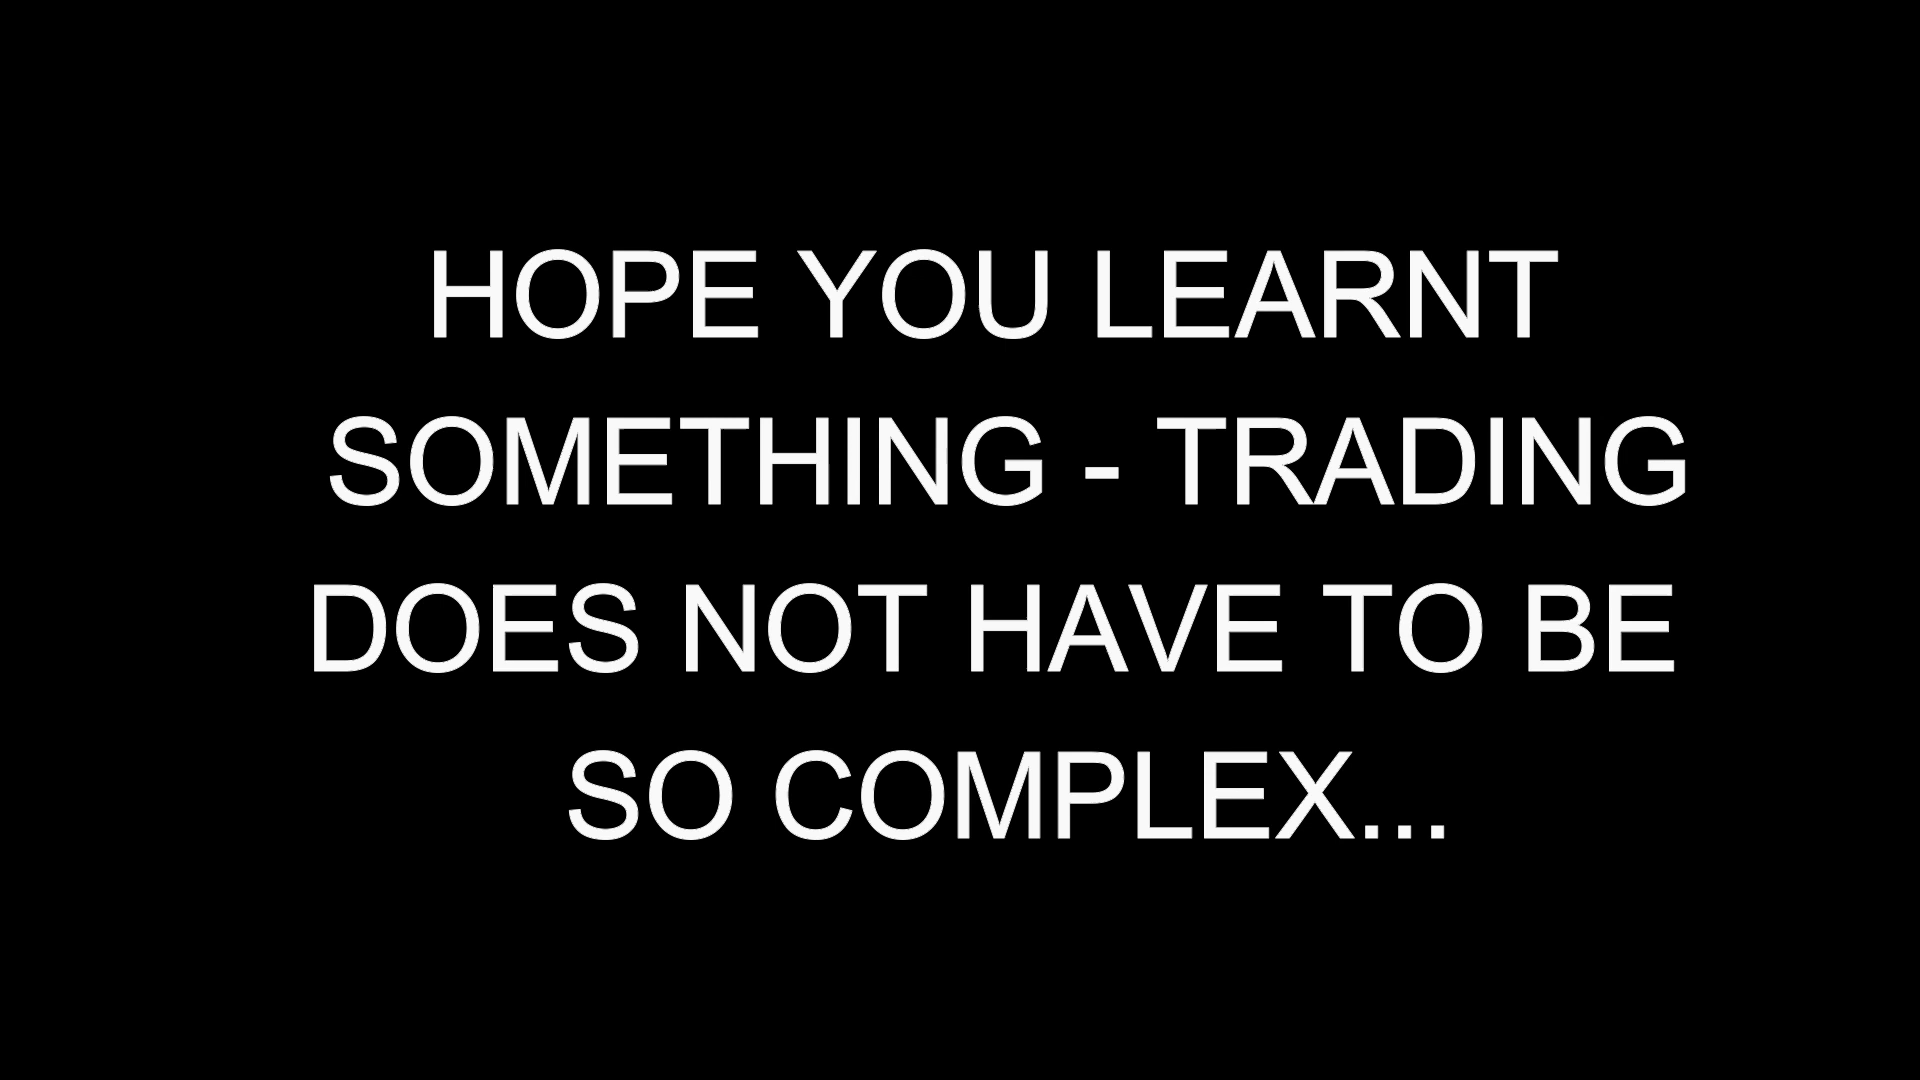 HOPE YOU LEARNT
SOMETHING - TRADING
DOES NOT HAVE TO BE
SO COMPLEX...